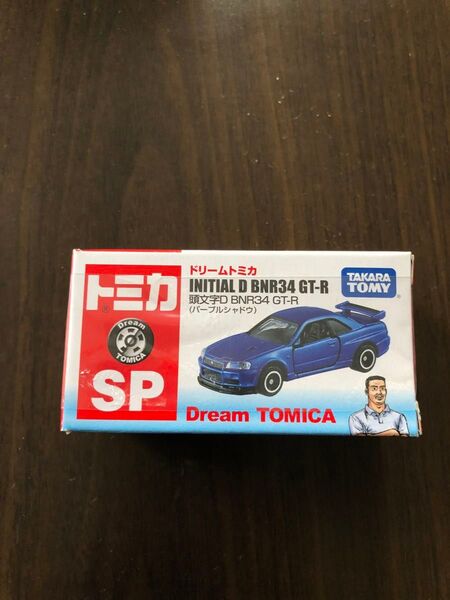 トミカ
Dream
TOMICA
SP
ドリームトミカ
INITIAL D BNR34 GT-R
頭文字D BNR34 GT-R
(パープルシャドウ)
TAKARA
TOMY
Dream TOMICA